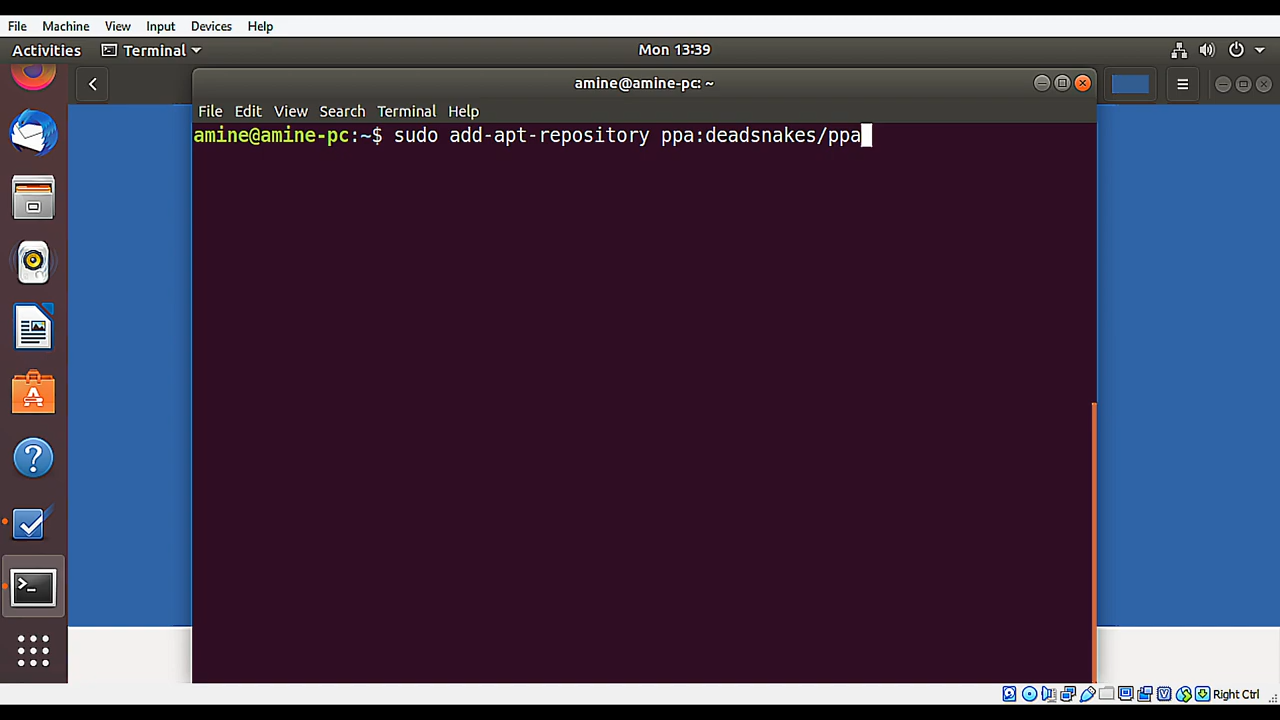 File Machine View Input Devices Help
Activities Terminal Mon 13:39
amine@amine-pc: ~
File Edit View Search Terminal Help
amine@amine-pc:~$ sudo add-apt-repository ppa:deadsnakes/ppa
Right Ctrl